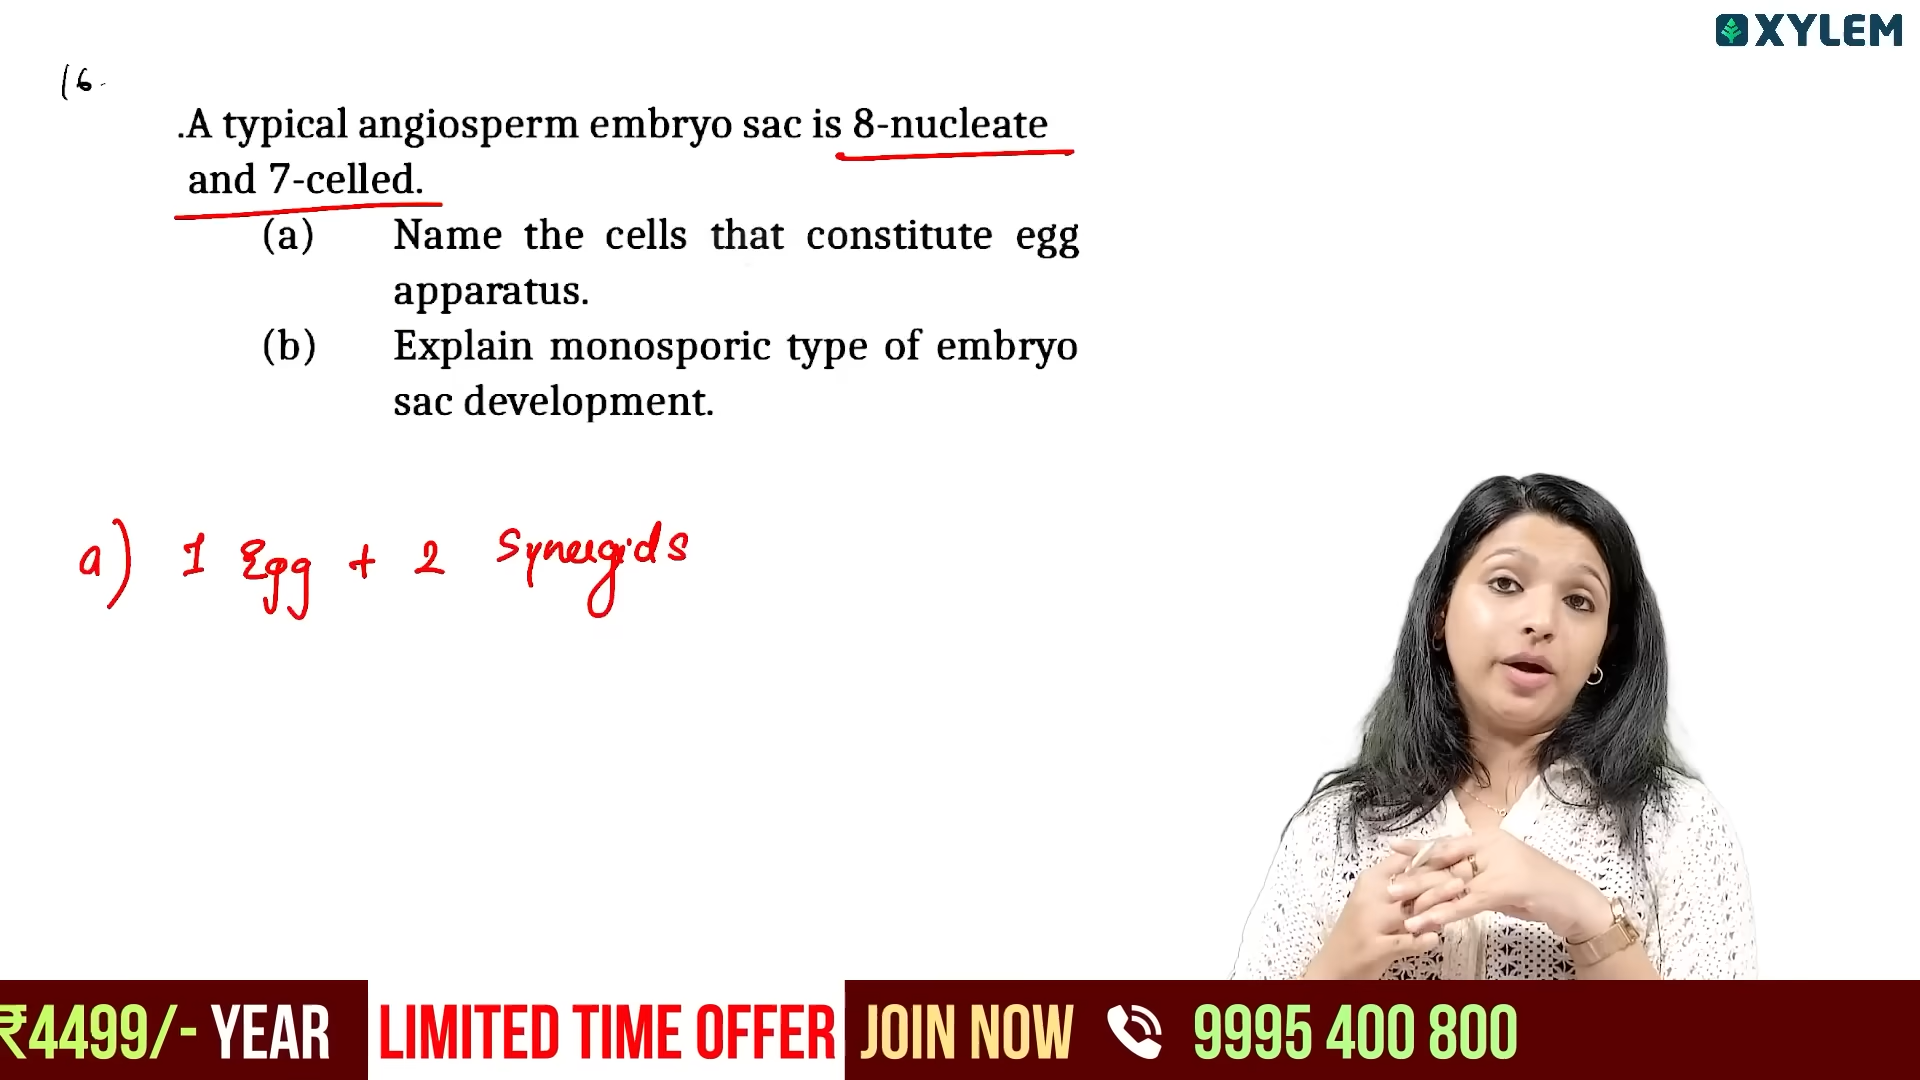 XYLEM
16.
.A typical angiosperm embryo sac is 8-nucleate
and 7-celled.
(a) Name the cells that constitute egg
apparatus.
(b) Explain monosporic type of embryo
sac development.
a) 1 Egg + 2 Synergids
₹4499/- YEAR LIMITED TIME OFFER JOIN NOW 9995 400 800